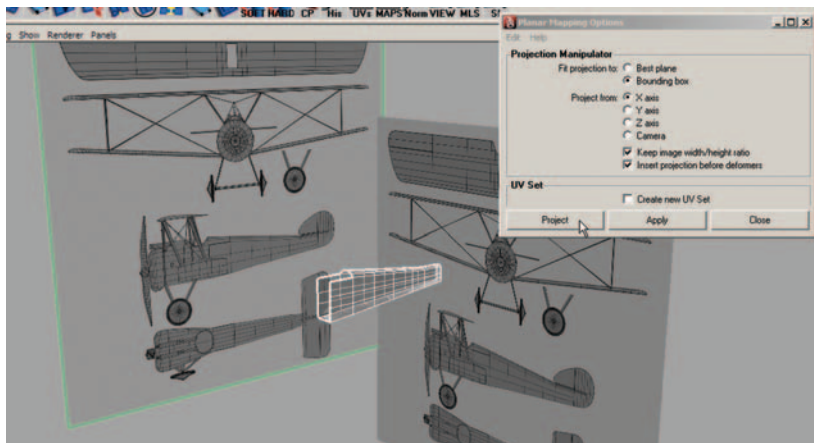 SOFT HARD CP His UVs MAPS Norm VIEW MLS
Show Renderer Panels
Planar Mapping Options
Edit Help
Projection Manipulator
Fit projection to: Best plane
Bounding box
Project from: X axis
Y axis
Z axis
Camera
Keep image width/height ratio
Insert projection before deformers
UV Set
Create new UV Set
Project Apply Close